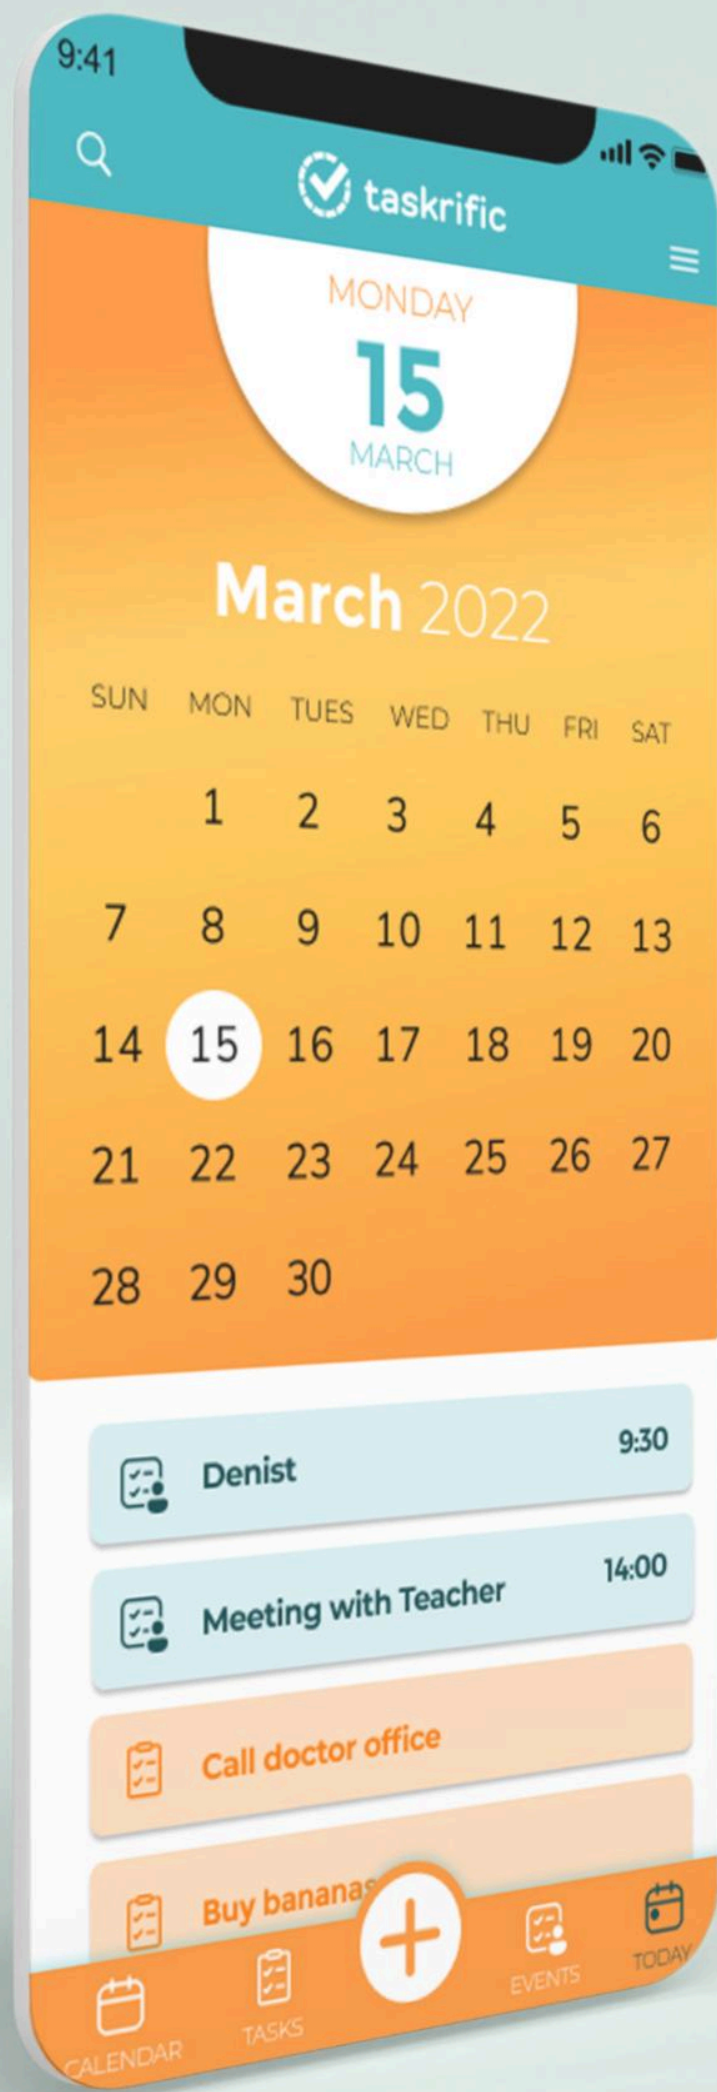 9:41
taskrific
MONDAY
15
MARCH
March 2022
SUN MON TUES WED THU FRI SAT
1 2 3 4 5 6
7 8 9 10 11 12 13
14 15 16 17 18 19 20
21 22 23 24 25 26 27
28 29 30
Denist 9:30
Meeting with Teacher 14:00
Call doctor office
Buy bananas
CALENDAR TASKS + EVENTS TODAY